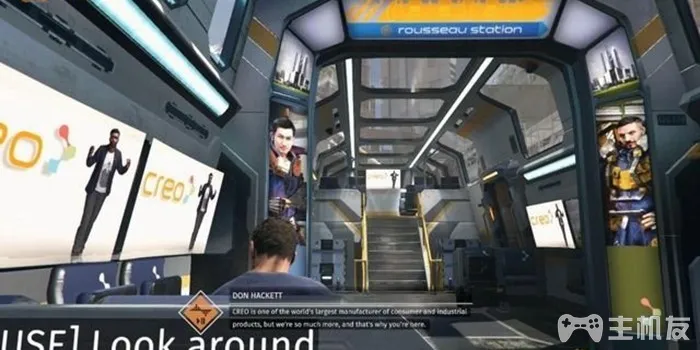 rousseau station
creo
creo
creo
creo
DON HACKETT
CREO is one of the world's largest manufacturer of consumer and industrial
products, but we're so much more, and that's why you're here.
USE] Look around
主机友